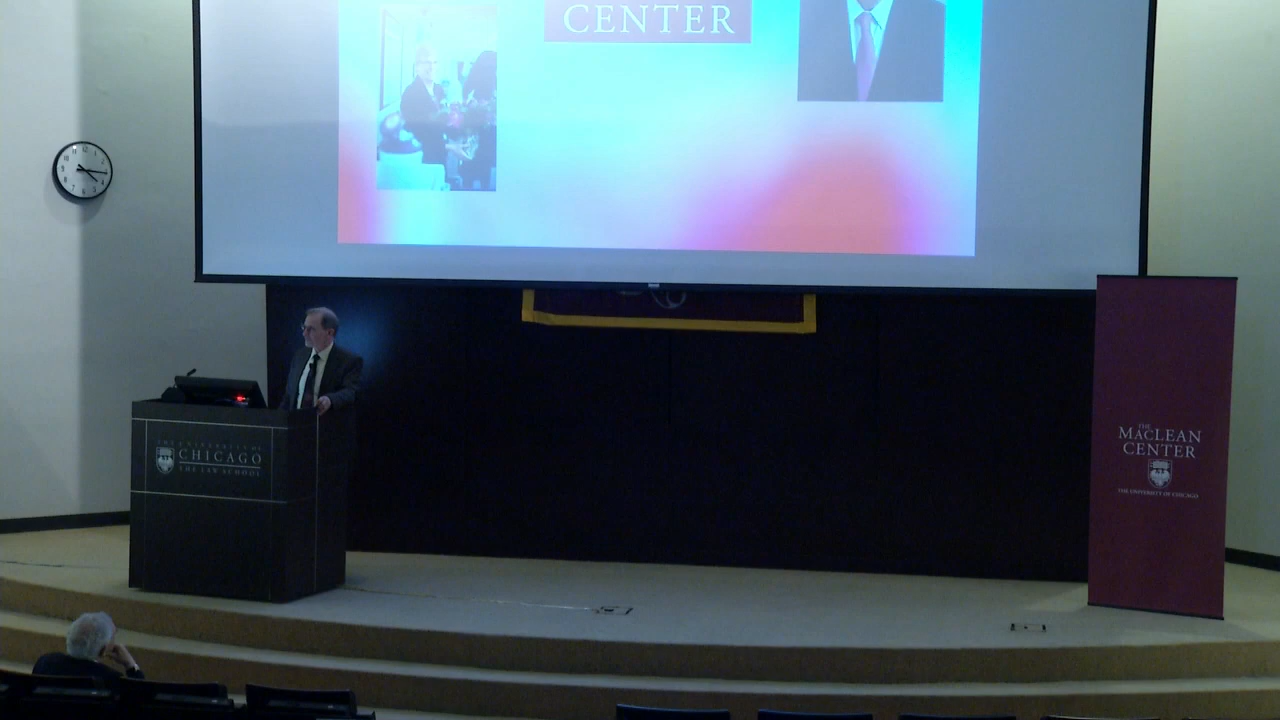 CENTER
THE UNIVERSITY OF
CHICAGO
THE LAW SCHOOL
THE
MACLEAN
CENTER
THE UNIVERSITY OF CHICAGO